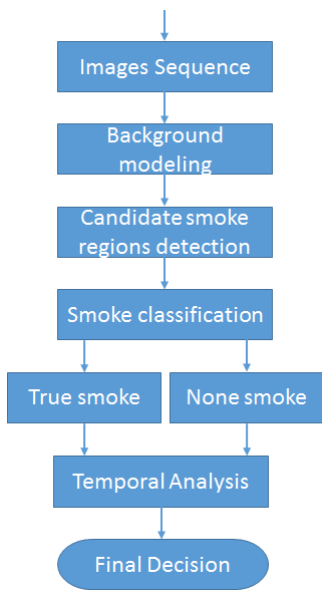 Images Sequence
Background
modeling
Candidate smoke
regions detection
Smoke classification
True smoke
None smoke
Temporal Analysis
Final Decision